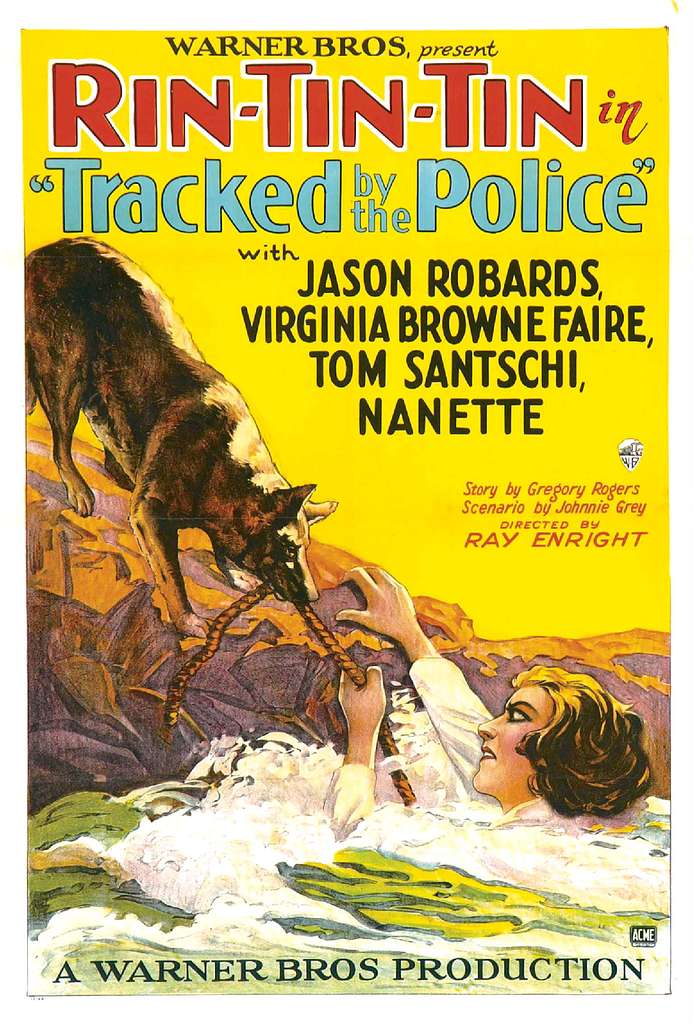 WARNER BROS, present
RIN-TIN-TIN in
"Tracked by the Police"
with
JASON ROBARDS,
VIRGINIA BROWNE FAIRE,
TOM SANTSCHI,
NANETTE
WB
Story by Gregory Rogers
Scenario by Johnnie Grey
DIRECTED BY
RAY ENRIGHT
ACME
A WARNER BROS PRODUCTION